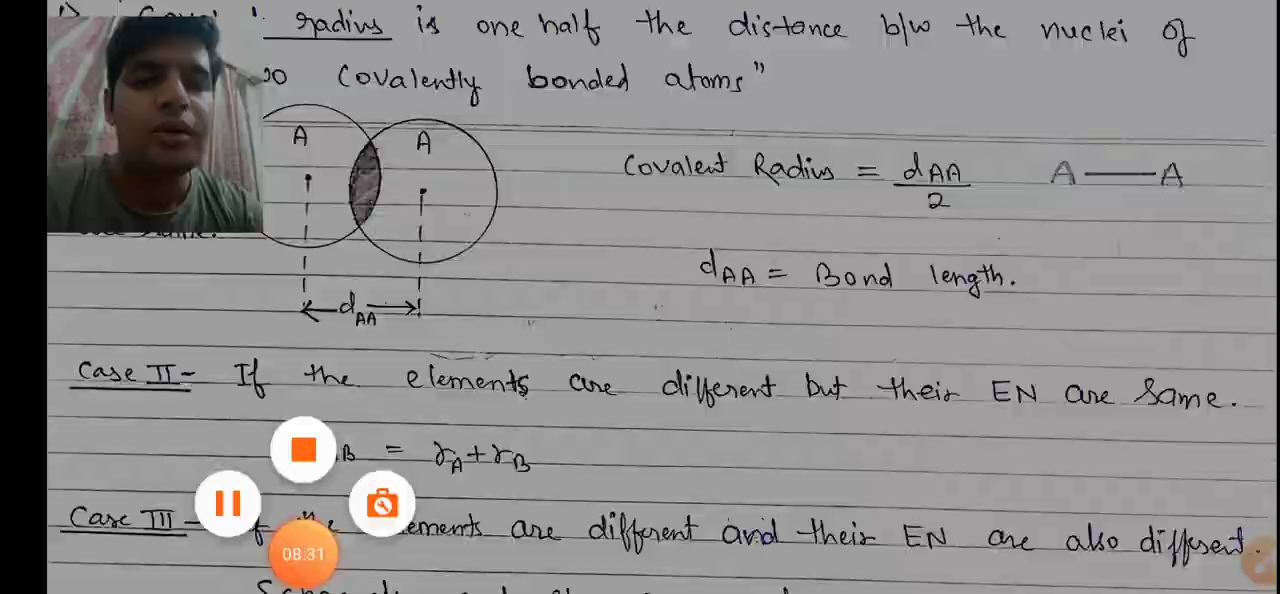 radius is one half the distance b/w the nuclei of
Covalently bonded atoms"
A A
Covalent Radius = dAA/2 A—A
dAA = Bond length.
dAA
Case II- If the elements are different but their EN are same.
B = rA+rB
Case III- are different and their EN are also different.
08:31